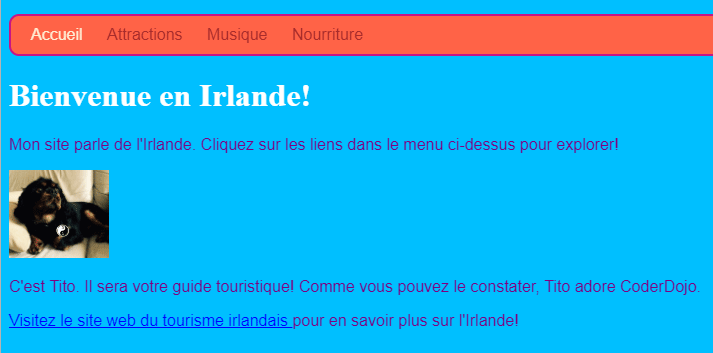 Accueil Attractions Musique Nourriture
Bienvenue en Irlande!
Mon site parle de l'Irlande. Cliquez sur les liens dans le menu ci-dessus pour explorer!
C'est Tito. Il sera votre guide touristique! Comme vous pouvez le constater, Tito adore CoderDojo.
Visitez le site web du tourisme irlandais pour en savoir plus sur l'Irlande!